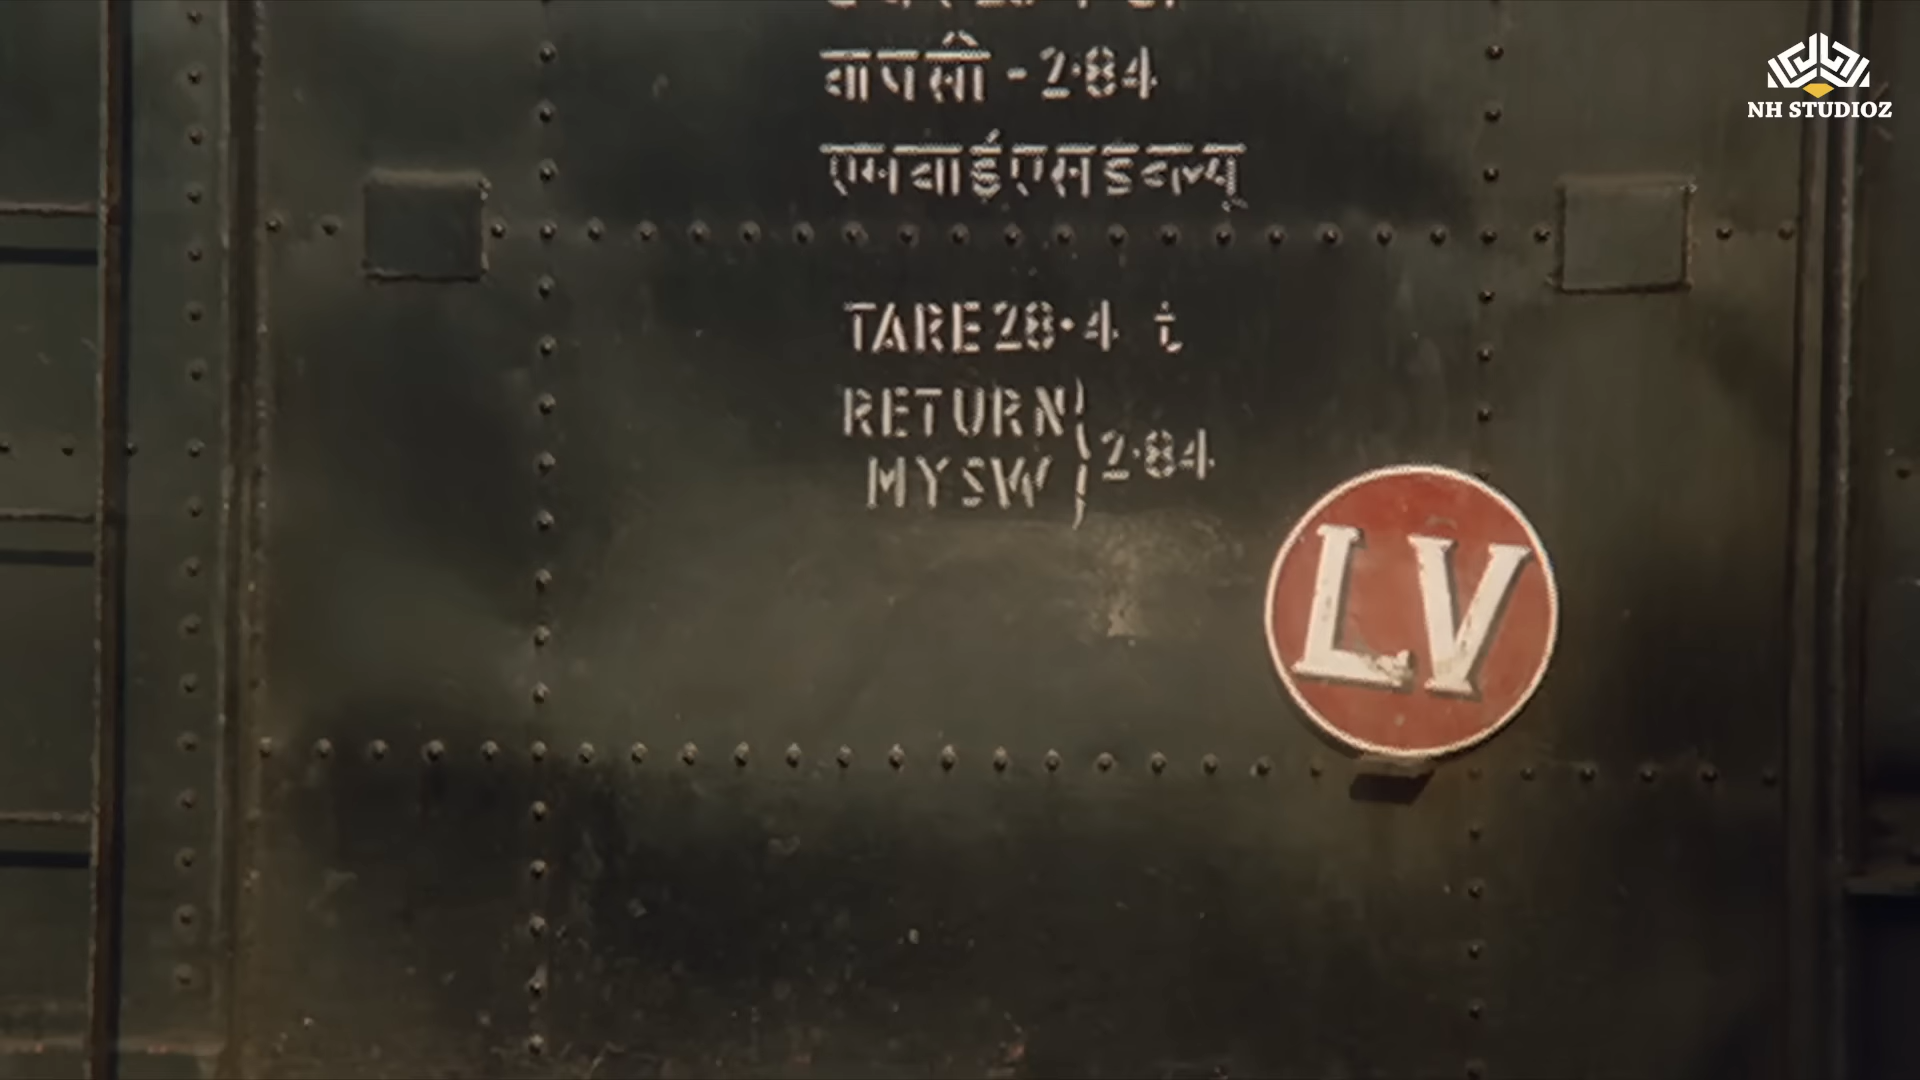 वापसी - 2·84
एमवाईएसडब्ल्यू
TARE 28·4 t
RETURN
MYSW } 2·84
LV
NH STUDIOZ